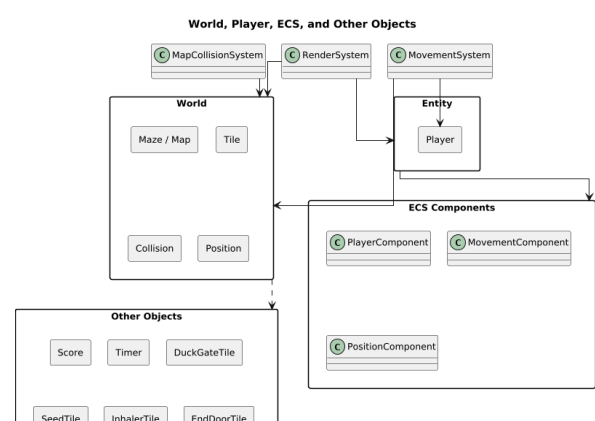 World, Player, ECS, and Other Objects
C MapCollisionSystem
C RenderSystem
C MovementSystem
World
Entity
Maze / Map
Tile
Player
Collision
Position
ECS Components
C PlayerComponent
C MovementComponent
C PositionComponent
Other Objects
Score
Timer
DuckGateTile
SeedTile
InhalerTile
EndDoorTile